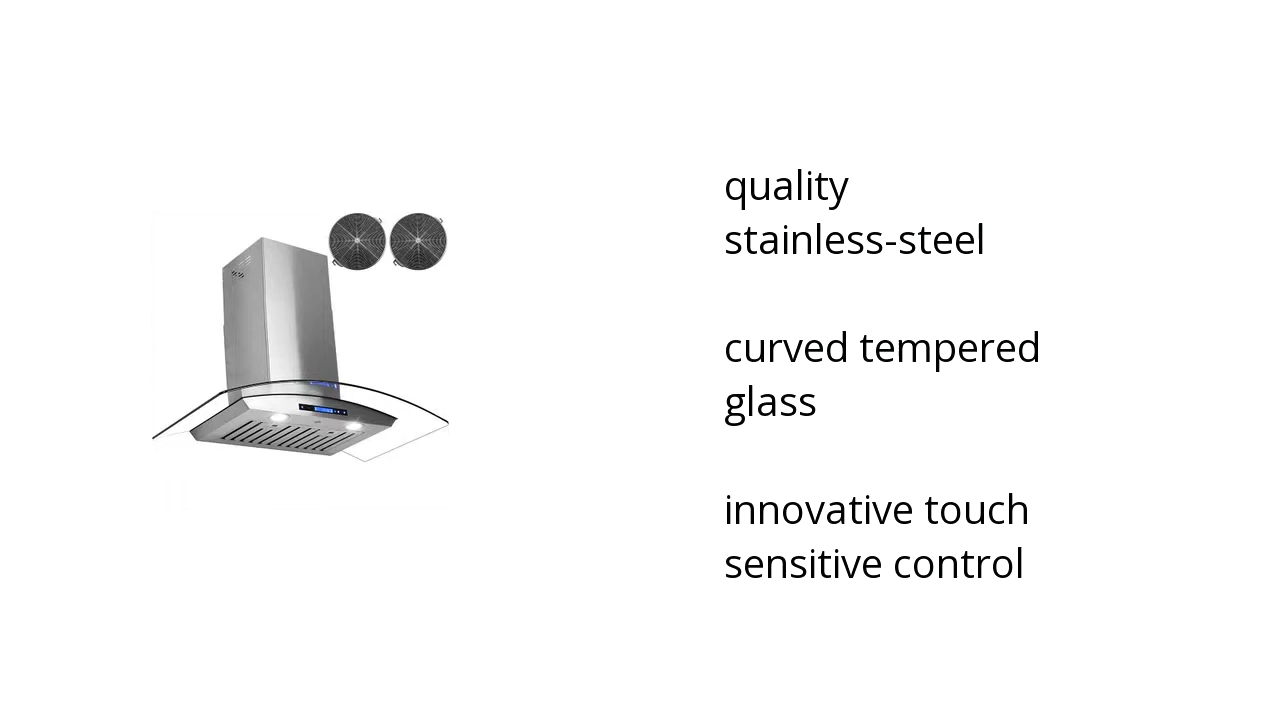 quality
stainless-steel
curved tempered
glass
innovative touch
sensitive control